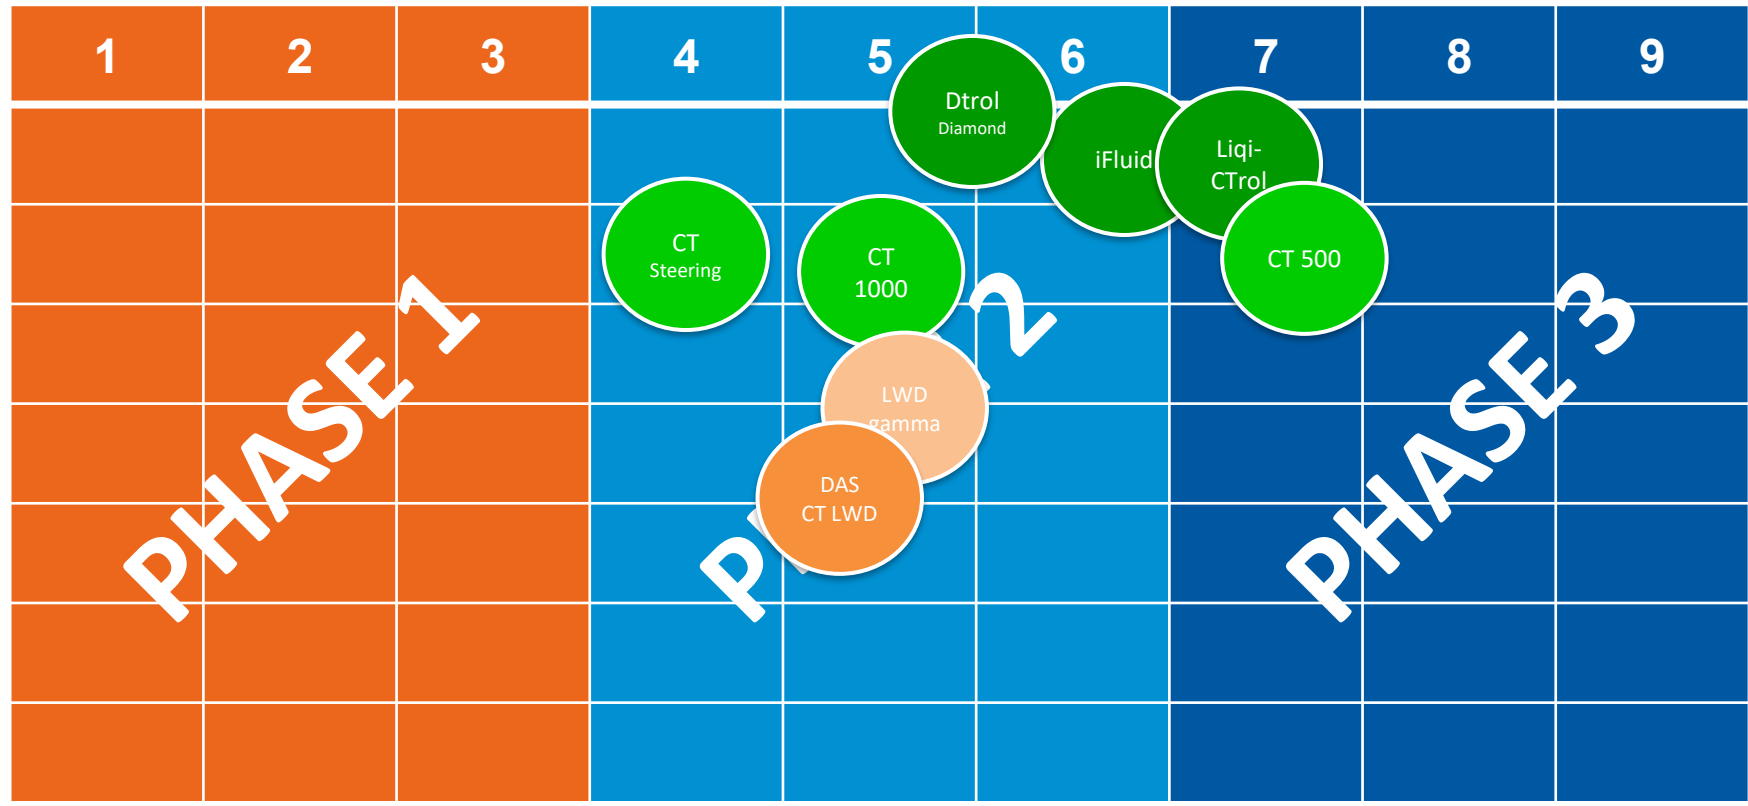 1 2 3 4 5 6 7 8 9
Dtrol
Diamond
iFluid
Liqi-
CTrol
CT
Steering
CT
1000
CT 500
LWD
gamma
DAS
CT LWD
PHASE 1
2
PHASE 3